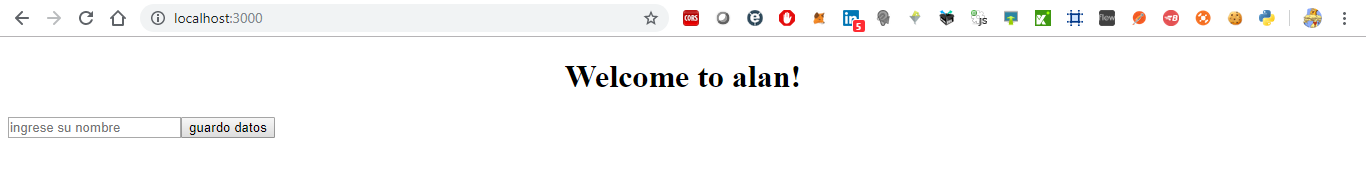 localhost:3000
CORS
5
JS
flow
Welcome to alan!
ingrese su nombre
guardo datos